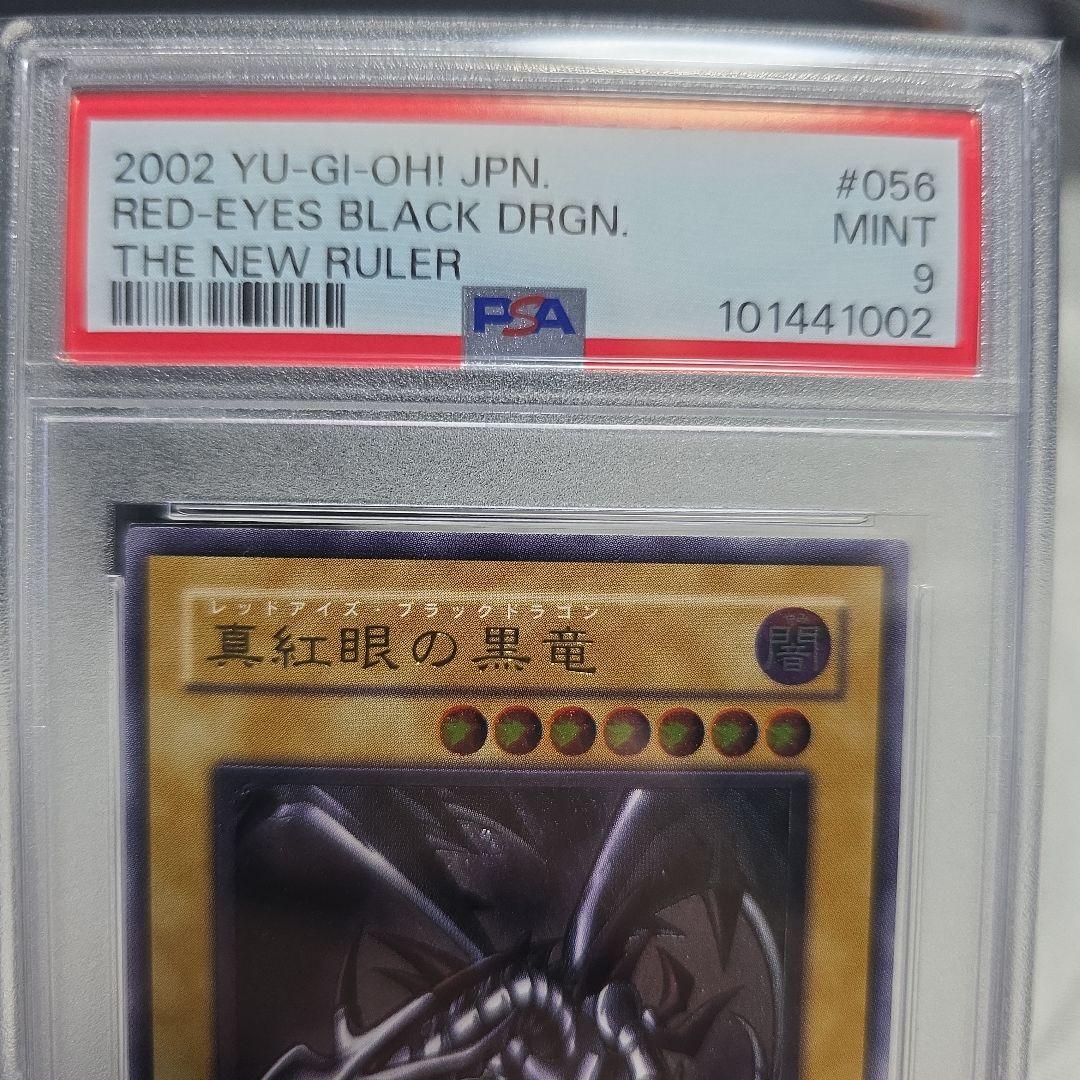 2002 YU-GI-OH! JPN.
#056
RED-EYES BLACK DRGN.
MINT
THE NEW RULER
9
PSA
101441002
レッドアイズ・ブラックドラゴン
真紅眼の黒竜
闇